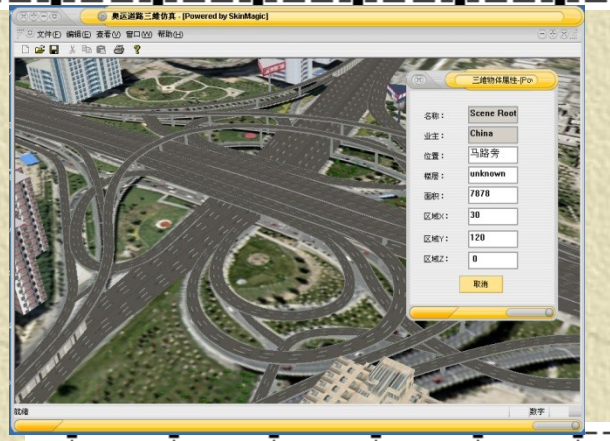 奥运道路三维仿真 - [Powered by SkinMagic]
文件(F) 编辑(E) 查看(V) 窗口(W) 帮助(H)
三维物体属性-[Po
名称： Scene Root
业主： China
位置： 马路旁
楼层： unknown
面积： 7878
区域X： 30
区域Y： 120
区域Z： 0
取消
就绪 数字